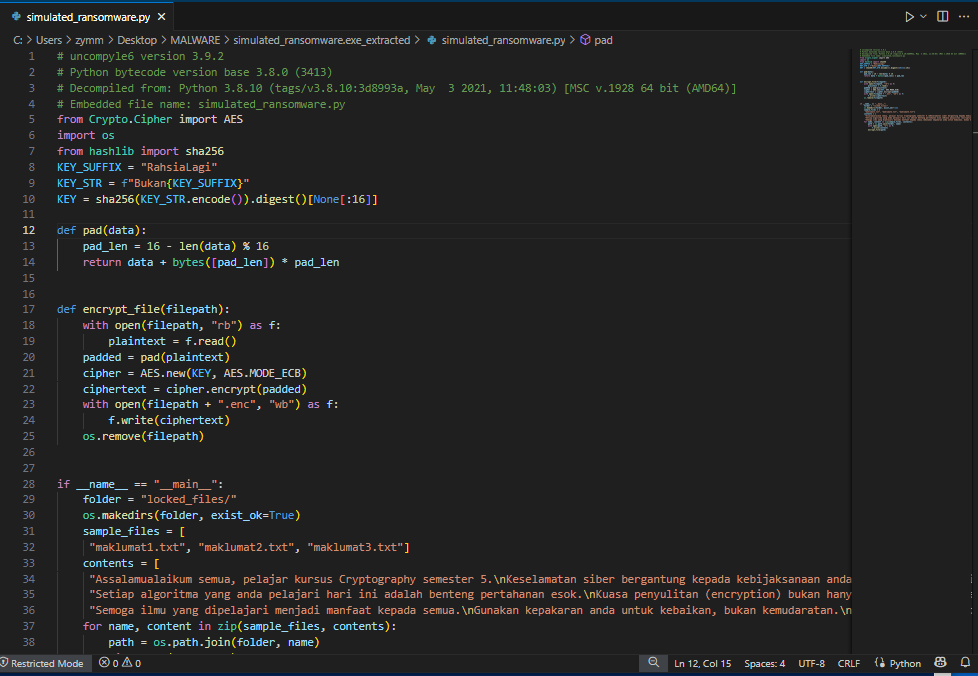 simulated_ransomware.py
C: > Users > zymm > Desktop > MALWARE > simulated_ransomware.exe_extracted > simulated_ransomware.py > pad
1 # uncompyle6 version 3.9.2
2 # Python bytecode version base 3.8.0 (3413)
3 # Decompiled from: Python 3.8.10 (tags/v3.8.10:3d8993a, May  3 2021, 11:48:03) [MSC v.1928 64 bit (AMD64)]
4 # Embedded file name: simulated_ransomware.py
5 from Crypto.Cipher import AES
6 import os
7 from hashlib import sha256
8 KEY_SUFFIX = "RahsiaLagi"
9 KEY_STR = f"Bukan{KEY_SUFFIX}"
10 KEY = sha256(KEY_STR.encode()).digest()[None[:16]]
11
12 def pad(data):
13     pad_len = 16 - len(data) % 16
14     return data + bytes([pad_len]) * pad_len
15
16
17 def encrypt_file(filepath):
18     with open(filepath, "rb") as f:
19         plaintext = f.read()
20     padded = pad(plaintext)
21     cipher = AES.new(KEY, AES.MODE_ECB)
22     ciphertext = cipher.encrypt(padded)
23     with open(filepath + ".enc", "wb") as f:
24         f.write(ciphertext)
25     os.remove(filepath)
26
27
28 if __name__ == "__main__":
29     folder = "locked_files/"
30     os.makedirs(folder, exist_ok=True)
31     sample_files = [
32      "maklumat1.txt", "maklumat2.txt", "maklumat3.txt"]
33     contents = [
34      "Assalamualaikum semua, pelajar kursus Cryptography semester 5.\nKeselamatan siber bergantung kepada kebijaksanaan anda
35      "Setiap algoritma yang anda pelajari hari ini adalah benteng pertahanan esok.\nKuasa penyulitan (encryption) bukan hany
36      "Semoga ilmu yang dipelajari menjadi manfaat kepada semua.\nGunakan kepakaran anda untuk kebaikan, bukan kemudaratan.\n
37     for name, content in zip(sample_files, contents):
38         path = os.path.join(folder, name)
Restricted Mode 0 0 Ln 12, Col 15 Spaces: 4 UTF-8 CRLF Python